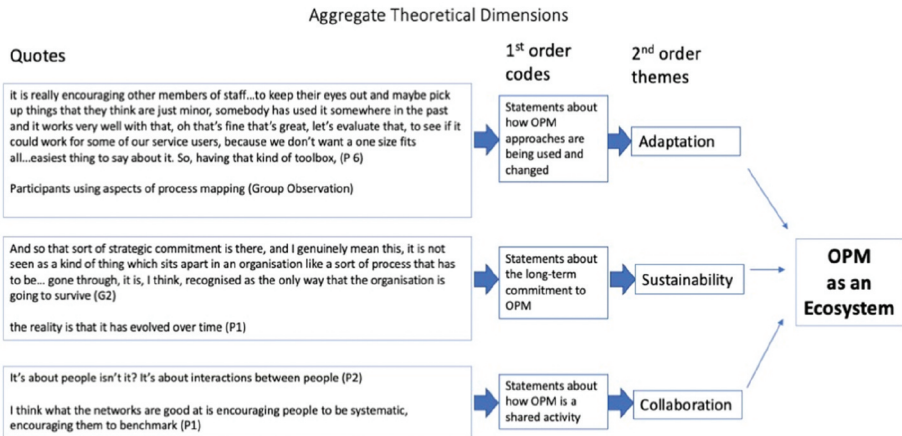 Aggregate Theoretical Dimensions
Quotes
1st order
codes
2nd order
themes
it is really encouraging other members of staff...to keep their eyes out and maybe pick
up things that they think are just minor, somebody has used it somewhere in the past
and it works very well with that, oh that's fine that's great, let's evaluate that, to see if it
could work for some of our service users, because we don't want a one size fits
all...easiest thing to say about it. So, having that kind of toolbox, (P 6)
Participants using aspects of process mapping (Group Observation)
Statements about
how OPM
approaches are
being used and
changed
Adaptation
And so that sort of strategic commitment is there, and I genuinely mean this, it is not
seen as a kind of thing which sits apart in an organisation like a sort of process that has
to be... gone through, it is, I think, recognised as the only way that the organisation is
going to survive (G2)
the reality is that it has evolved over time (P1)
Statements about
the long-term
commitment to
OPM
Sustainability
OPM
as an
Ecosystem
It's about people isn't it? It's about interactions between people (P2)
I think what the networks are good at is encouraging people to be systematic,
encouraging them to benchmark (P1)
Statements about
how OPM is a
shared activity
Collaboration